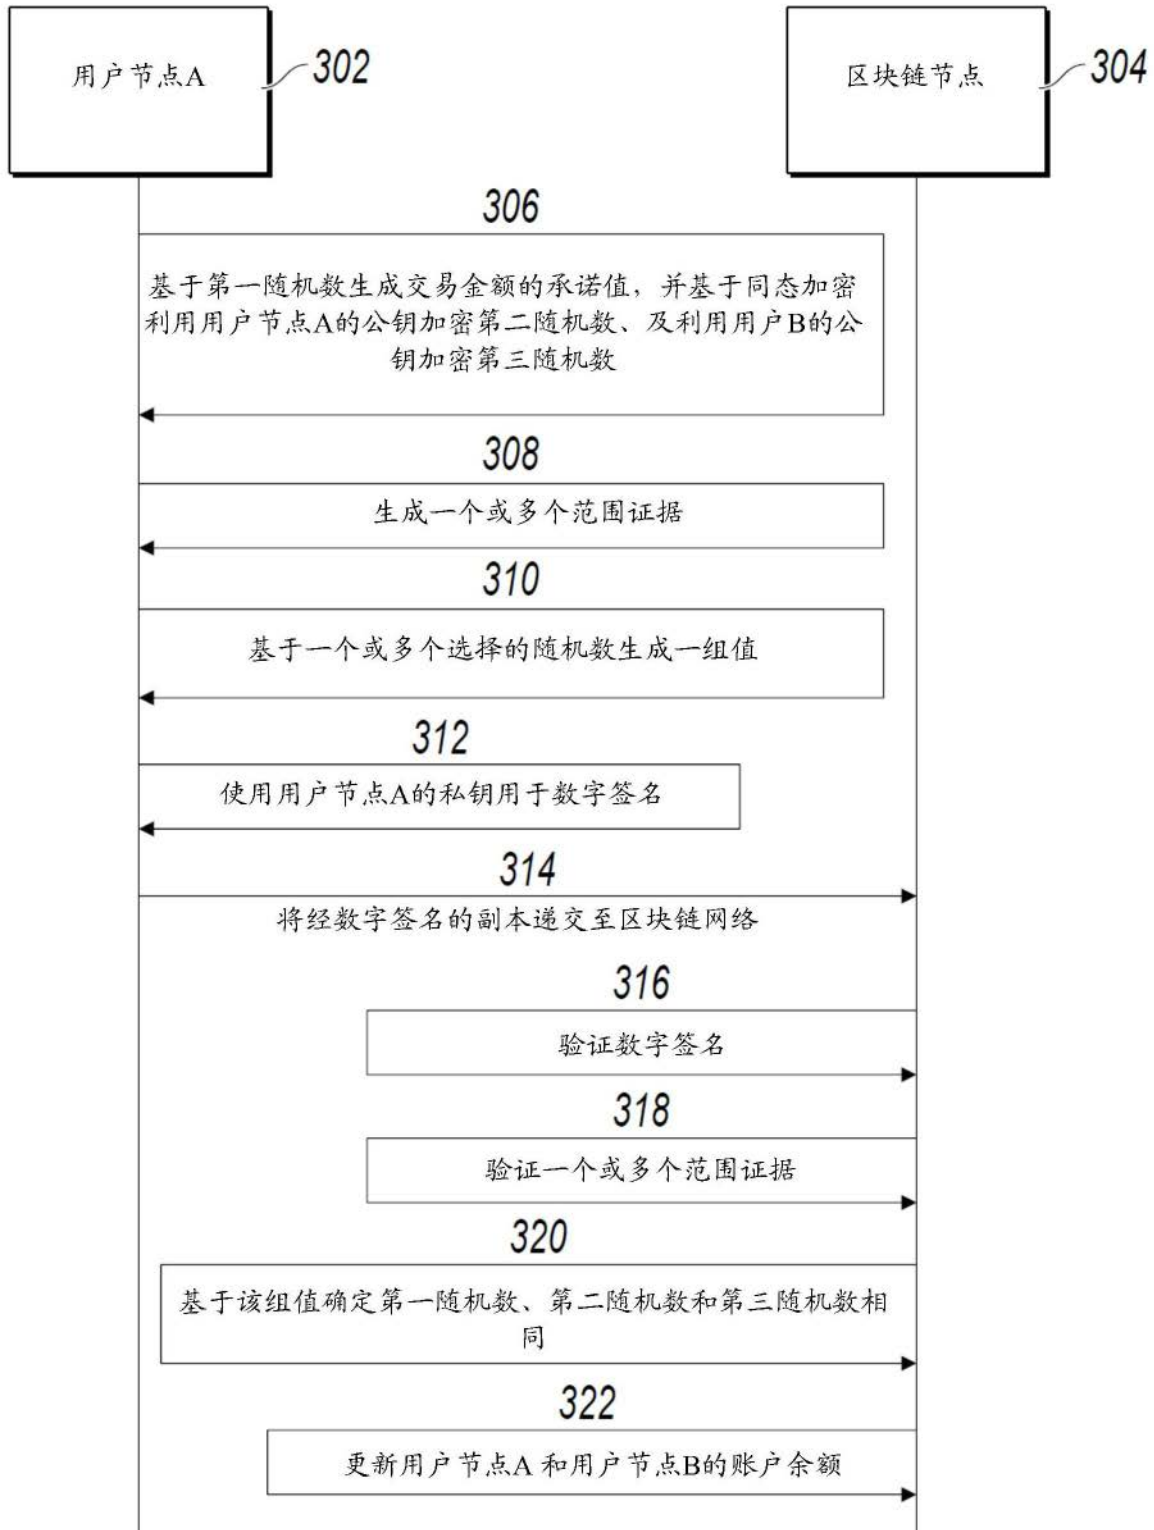 用户节点A
302
区块链节点
304
306
基于第一随机数生成交易金额的承诺值，并基于同态加密
利用用户节点A的公钥加密第二随机数、及利用用户B的公
钥加密第三随机数
308
生成一个或多个范围证据
310
基于一个或多个选择的随机数生成一组值
312
使用用户节点A的私钥用于数字签名
314
将经数字签名的副本递交至区块链网络
316
验证数字签名
318
验证一个或多个范围证据
320
基于该组值确定第一随机数、第二随机数和第三随机数相
同
322
更新用户节点A 和用户节点B的账户余额